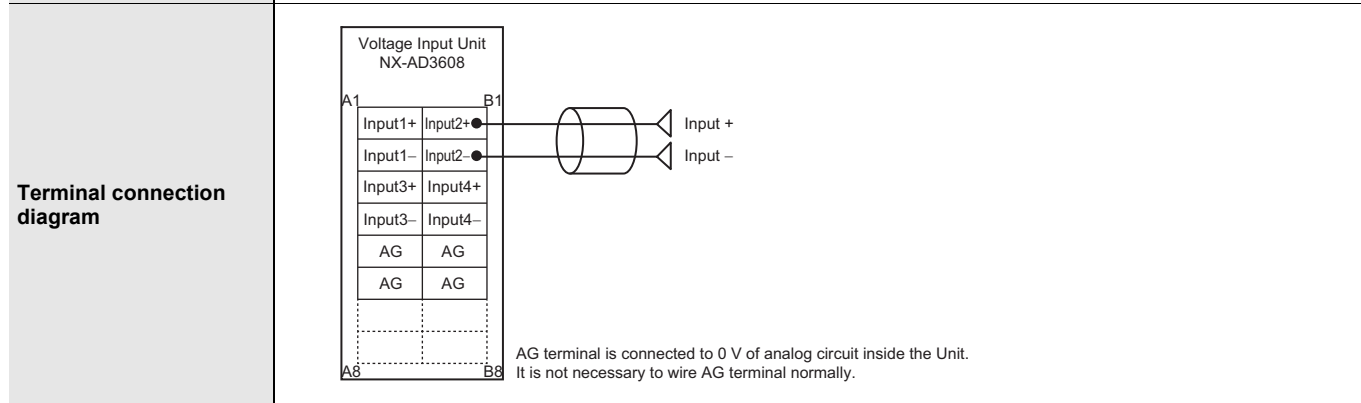 Terminal connection
diagram
Voltage Input Unit
NX-AD3608
A1 B1
Input1+ Input2+ Input +
Input1– Input2– Input –
Input3+ Input4+
Input3– Input4–
AG AG
AG AG
A8 B8
AG terminal is connected to 0 V of analog circuit inside the Unit.
It is not necessary to wire AG terminal normally.